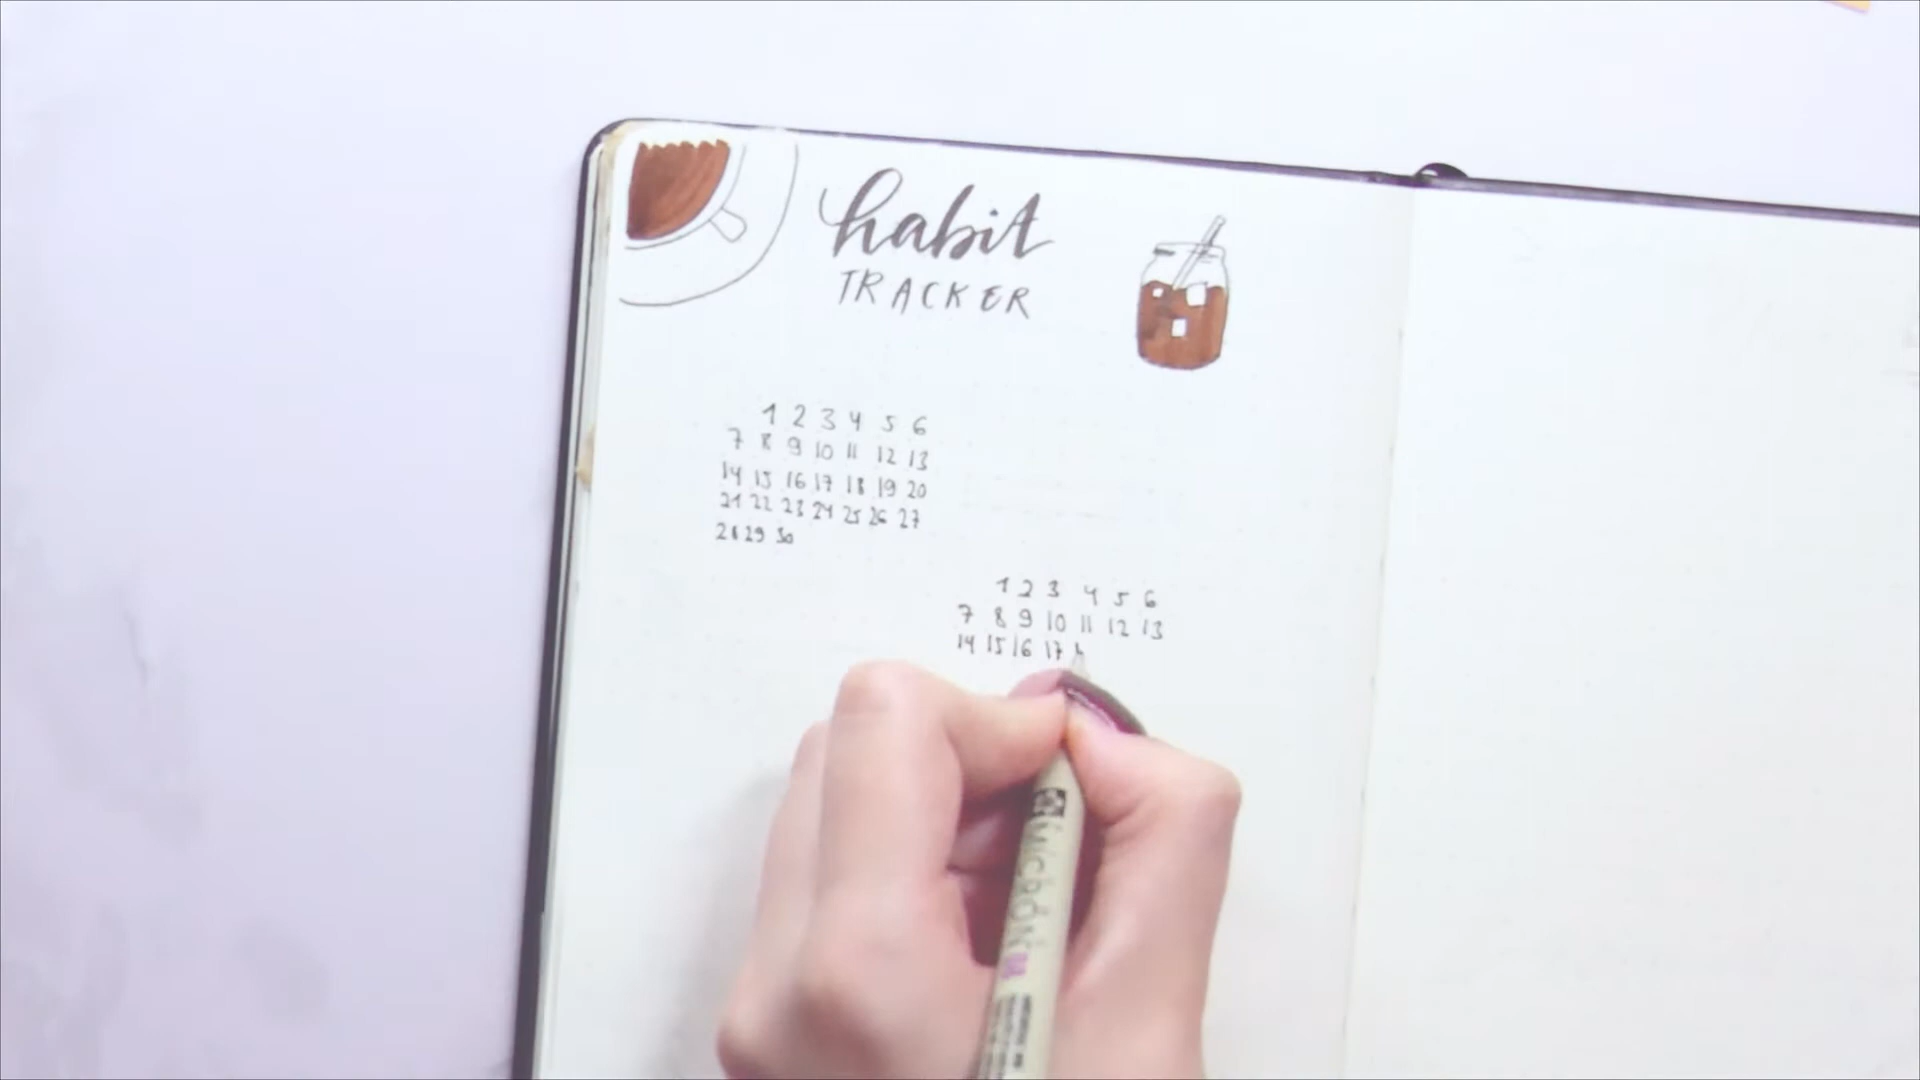 habit
TRACKER
1 2 3 4 5 6
7 8 9 10 11 12 13
14 15 16 17 18 19 20
21 22 23 24 25 26 27
28 29 30
1 2 3 4 5 6
7 8 9 10 11 12 13
14 15 16 17
MICRON